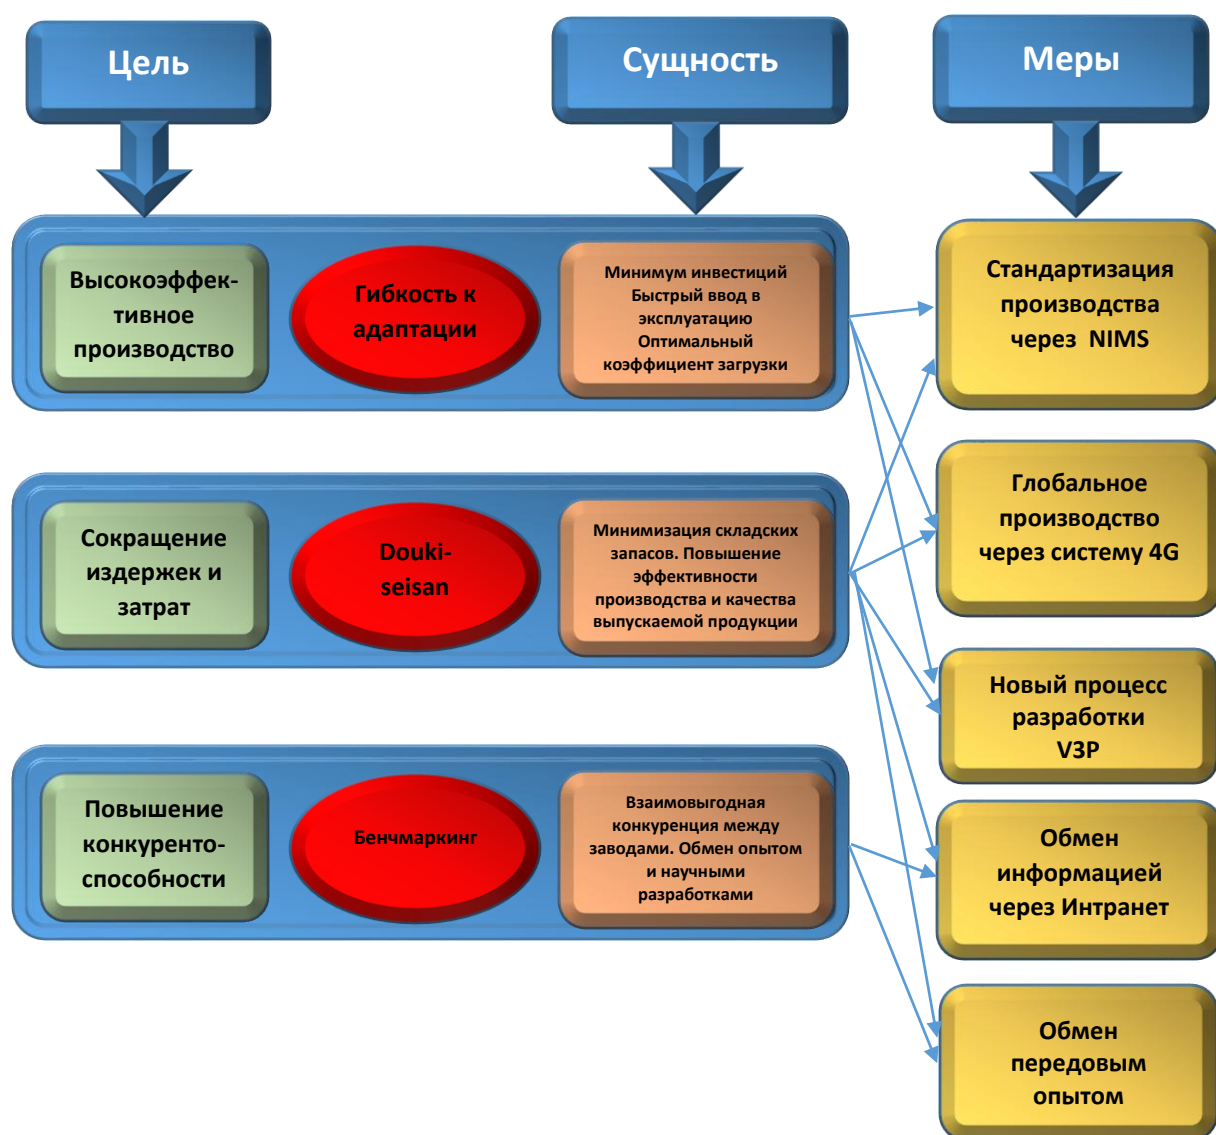 Цель
Сущность
Меры
Высокоэффек-
тивное
производство
Гибкость к
адаптации
Минимум инвестиций
Быстрый ввод в
эксплуатацию
Оптимальный
коэффициент загрузки
Стандартизация
производства
через NIMS
Сокращение
издержек и
затрат
Douki-
seisan
Минимизация складских
запасов. Повышение
эффективности
производства и качества
выпускаемой продукции
Глобальное
производство
через систему 4G
Новый процесс
разработки
V3P
Повышение
конкуренто-
способности
Бенчмаркинг
Взаимовыгодная
конкуренция между
заводами. Обмен опытом
и научными
разработками
Обмен
информацией
через Интранет
Обмен
передовым
опытом